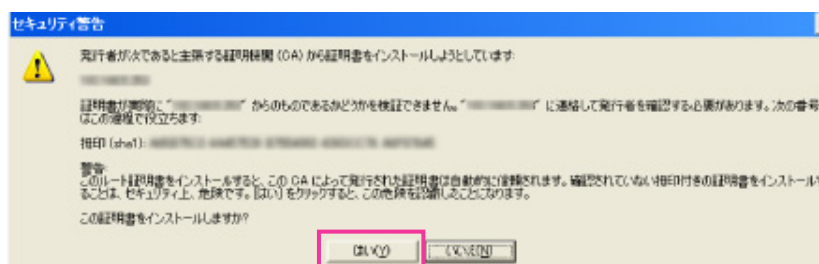 セキュリティ警告
発行者が次であると主張する証明機関 (CA) から証明書をインストールしようとしています:
証明書が実際に" "からのものであるかどうかを検証できません。" "に連絡して発行者を確認する必要があります。次の番号
はこの過程で役立ちます:
拇印 (sha1):
警告:
このルート証明書をインストールすると、この CA によって発行された証明書は自動的に信頼されます。確認されていない拇印付きの証明書をインストールす
ることは、セキュリティ上、危険です。[はい] をクリックすると、この危険を認識したことになります。
この証明書をインストールしますか?
はい(Y) いいえ(N)